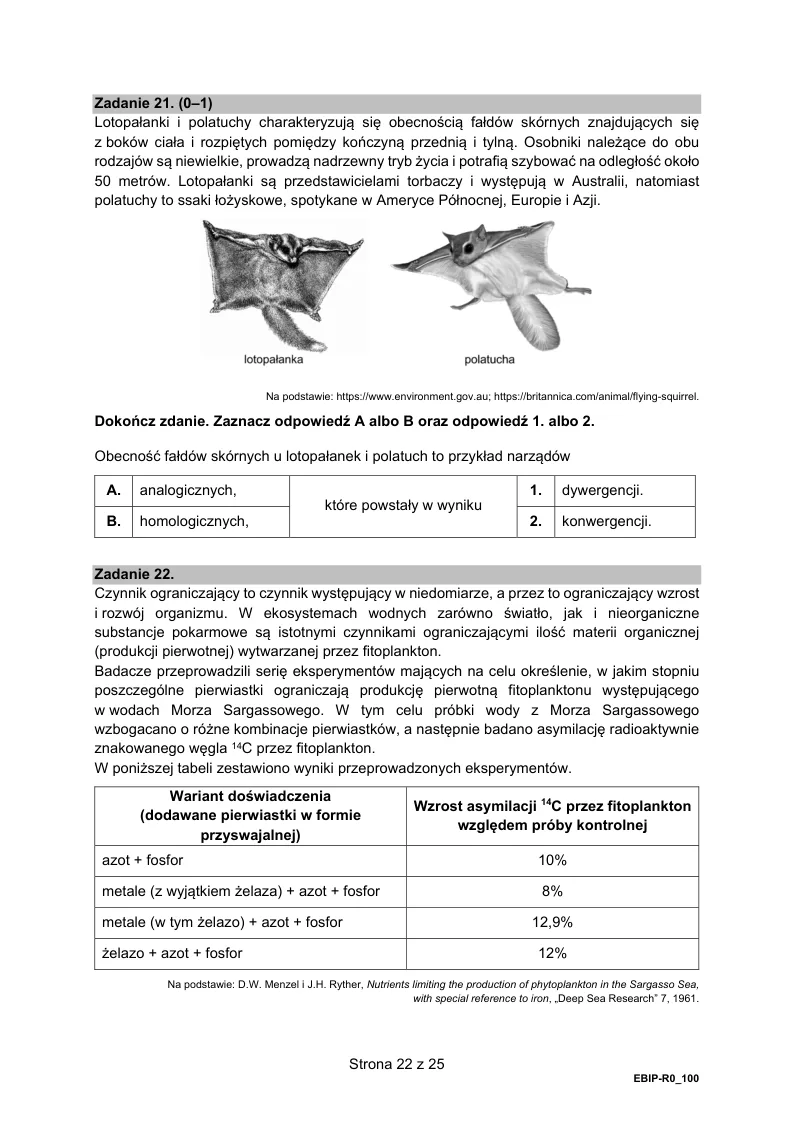 Zadanie 21. (0–1)
Lotopałanki i polatuchy charakteryzują się obecnością fałdów skórnych znajdujących się
z boków ciała i rozpiętych pomiędzy kończyną przednią i tylną. Osobniki należące do obu
rodzajów są niewielkie, prowadzą nadrzewny tryb życia i potrafią szybować na odległość około
50 metrów. Lotopałanki są przedstawicielami torbaczy i występują w Australii, natomiast
polatuchy to ssaki łożyskowe, spotykane w Ameryce Północnej, Europie i Azji.
lotopałanka polatucha
Na podstawie: https://www.environment.gov.au; https://britannica.com/animal/flying-squirrel.
Dokończ zdanie. Zaznacz odpowiedź A albo B oraz odpowiedź 1. albo 2.
Obecność fałdów skórnych u lotopałanek i polatuch to przykład narządów
A. analogicznych, 1. dywergencji.
które powstały w wyniku
B. homologicznych, 2. konwergencji.
Zadanie 22.
Czynnik ograniczający to czynnik występujący w niedomiarze, a przez to ograniczający wzrost
i rozwój organizmu. W ekosystemach wodnych zarówno światło, jak i nieorganiczne
substancje pokarmowe są istotnymi czynnikami ograniczającymi ilość materii organicznej
(produkcji pierwotnej) wytwarzanej przez fitoplankton.
Badacze przeprowadzili serię eksperymentów mających na celu określenie, w jakim stopniu
poszczególne pierwiastki ograniczają produkcję pierwotną fitoplanktonu występującego
w wodach Morza Sargassowego. W tym celu próbki wody z Morza Sargassowego
wzbogacano o różne kombinacje pierwiastków, a następnie badano asymilację radioaktywnie
znakowanego węgla ¹⁴C przez fitoplankton.
W poniższej tabeli zestawiono wyniki przeprowadzonych eksperymentów.
Wariant doświadczenia
(dodawane pierwiastki w formie
przyswajalnej)
Wzrost asymilacji ¹⁴C przez fitoplankton
względem próby kontrolnej
azot + fosfor 10%
metale (z wyjątkiem żelaza) + azot + fosfor 8%
metale (w tym żelazo) + azot + fosfor 12,9%
żelazo + azot + fosfor 12%
Na podstawie: D.W. Menzel i J.H. Ryther, Nutrients limiting the production of phytoplankton in the Sargasso Sea,
with special reference to iron, „Deep Sea Research” 7, 1961.
Strona 22 z 25
EBIP-R0_100